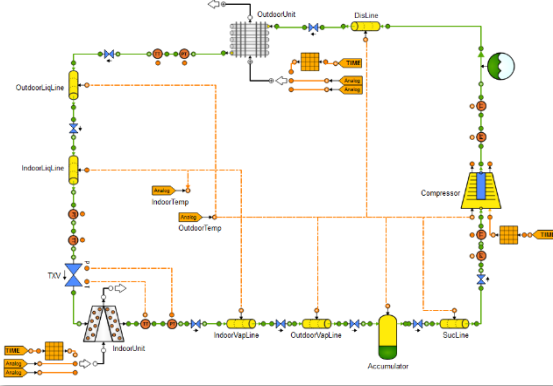 OutdoorUnit
DisLine
TIME
Analog
Analog
OutdoorLiqLine
IndoorLiqLine
Analog
IndoorTemp
Analog
OutdoorTemp
Compressor
TIME
TXV
IndoorUnit
IndoorVapLine
OutdoorVapLine
Accumulator
SucLine
TIME
Analog
Analog